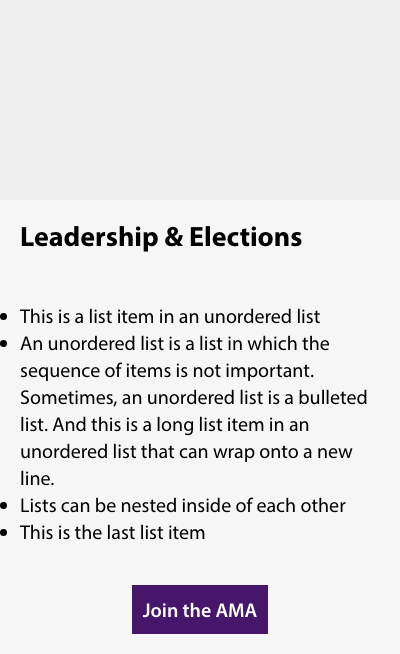 Leadership & Elections
• This is a list item in an unordered list
• An unordered list is a list in which the
sequence of items is not important.
Sometimes, an unordered list is a bulleted
list. And this is a long list item in an
unordered list that can wrap onto a new
line.
• Lists can be nested inside of each other
• This is the last list item
Join the AMA